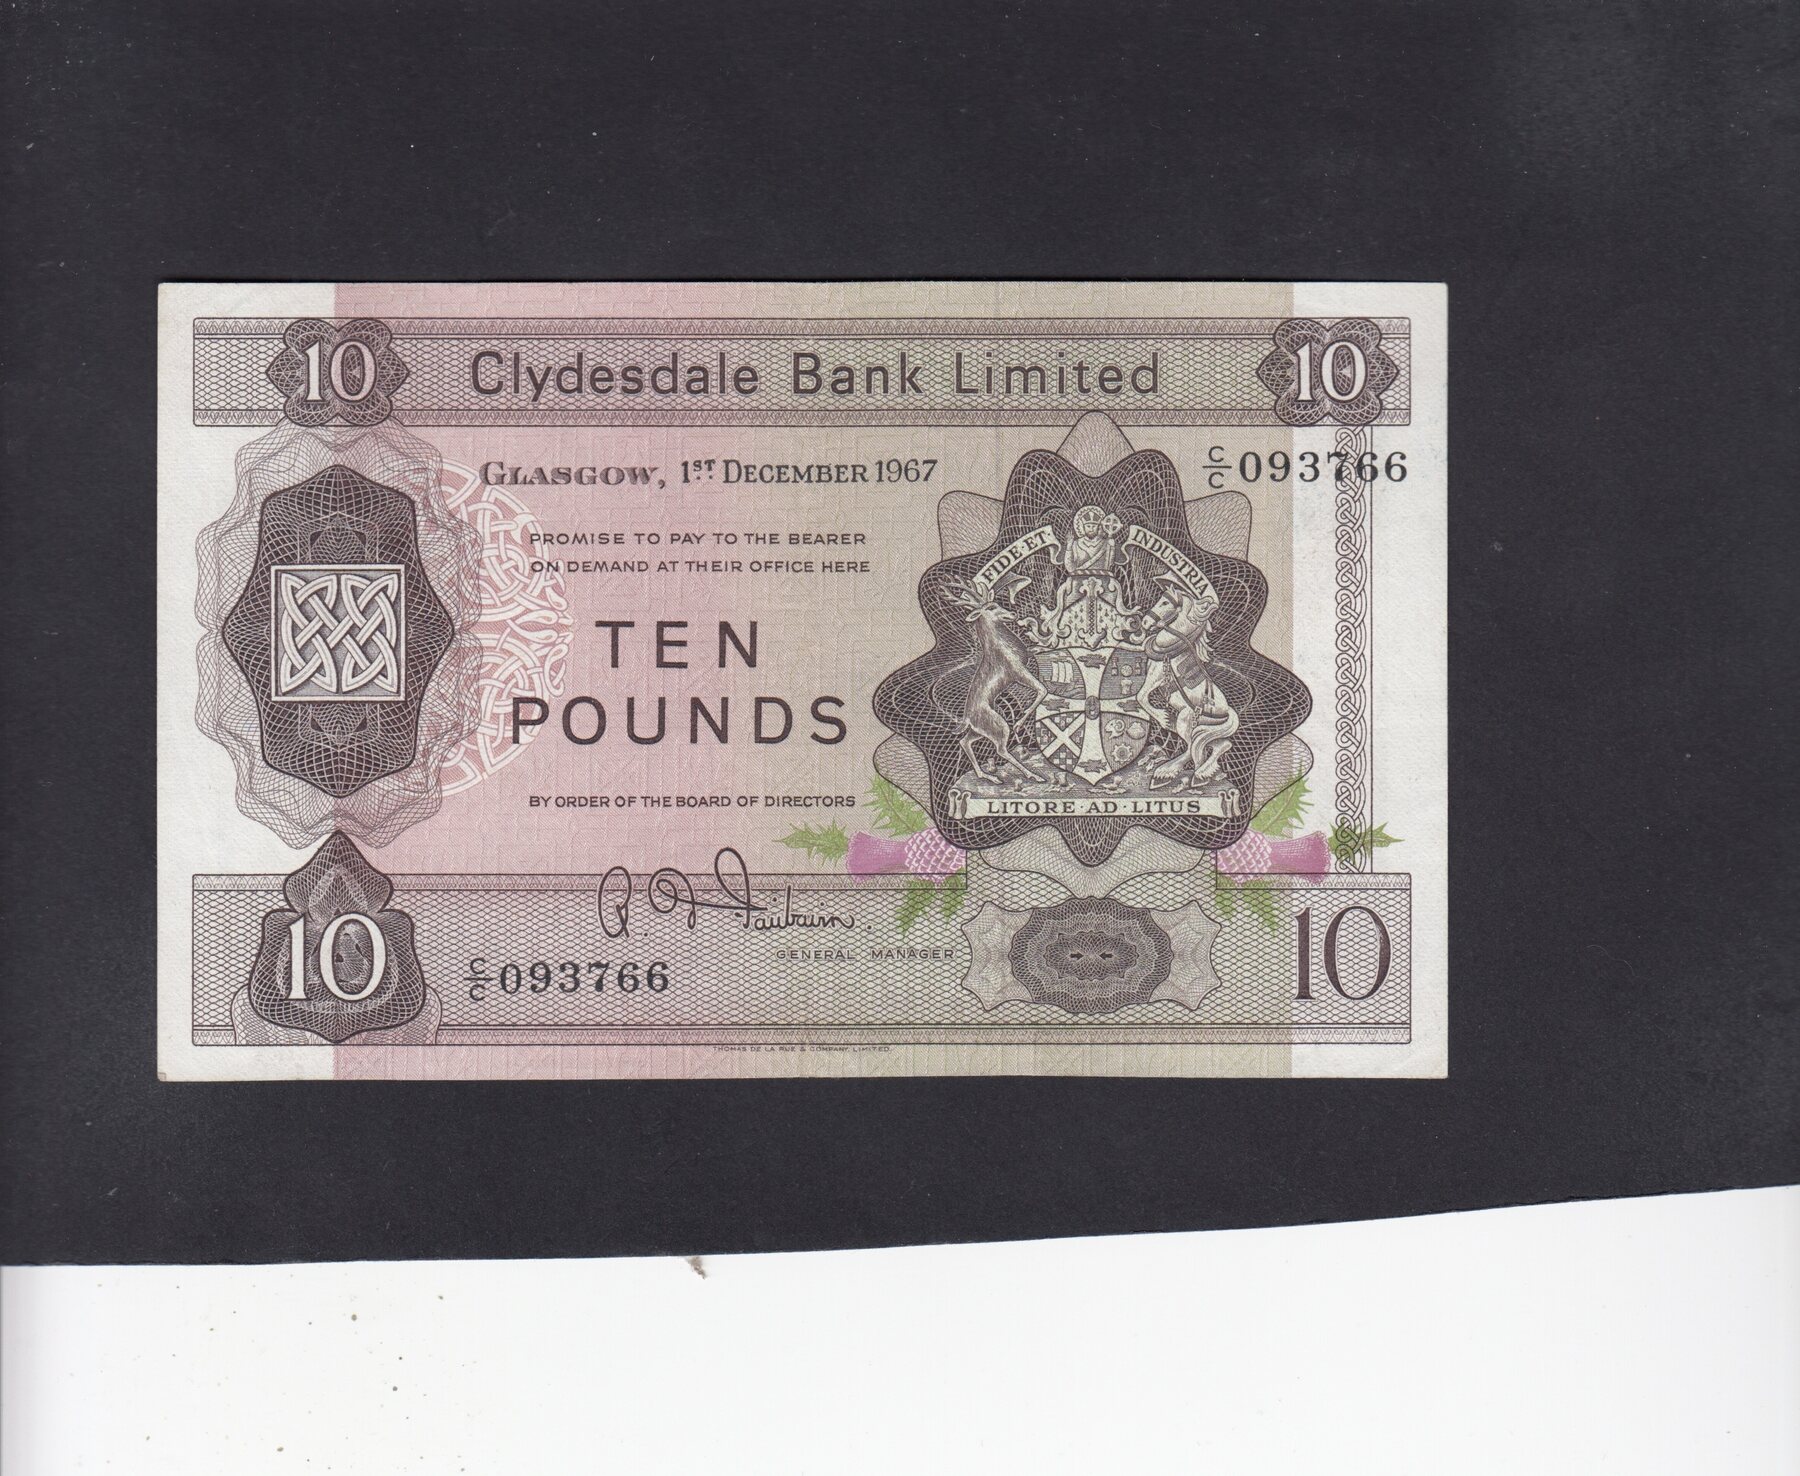 10 Clydesdale Bank Limited 10
GLASGOW, 1ST DECEMBER 1967
C/C 093766
PROMISE TO PAY TO THE BEARER
ON DEMAND AT THEIR OFFICE HERE
FIDE·ET INDUSTRIA
TEN
POUNDS
LITORE·AD·LITUS
BY ORDER OF THE BOARD OF DIRECTORS
R. D. Fairbairn.
GENERAL MANAGER
10 C/C 093766 10
THOMAS DE LA RUE & COMPANY, LIMITED.